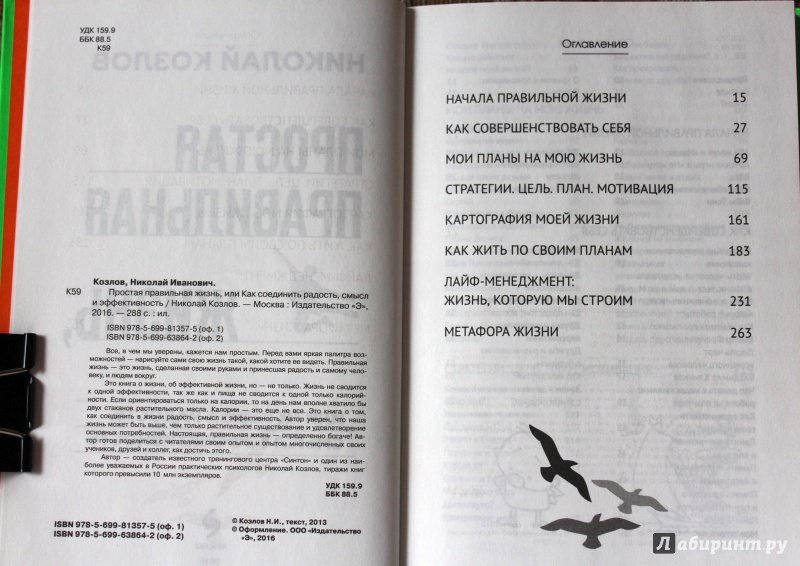 УДК 159.9
ББК 88.5
К59
НИКОЛАЙ КОЗЛОВ
ПРОСТАЯ
ПРАВИЛЬНАЯ
Козлов, Николай Иванович.
К59 Простая правильная жизнь, или Как соединить радость, смысл
и эффективность / Николай Козлов. — Москва : Издательство «Э»,
2016. — 288 с. : ил.
ISBN 978-5-699-81357-5 (оф. 1)
ISBN 978-5-699-63864-2 (оф. 2)
Все, в чем мы уверены, кажется нам простым. Перед вами яркая палитра воз-
можностей — нарисуйте сами свою жизнь такой, какой хотите ее видеть. Правильная
жизнь — это жизнь, сделанная своими руками и принесшая радость и самому чело-
веку, и людям вокруг.
Это книга о жизни, об эффективной жизни, но — не только. Жизнь не сводится
к одной эффективности, так же как и пища не сводится к одной только калорий-
ности. Если ориентироваться только на калории, то на день нам вполне хватило бы
двух стаканов растительного масла. Калории — это еще не все. Это книга о том,
как соединить в жизни радость, смысл и эффективность. Автор уверен, что наша
жизнь может быть выше, чем только растительное существование и удовлетворение
основных потребностей. Настоящая, правильная жизнь — определенно богаче! Ав-
тор готов поделиться с читателями своим опытом и опытом многочисленных своих
учеников, друзей и коллег, как достичь этого.
Автор — создатель известного тренингового центра «Синтон» и один из наи-
более уважаемых в России практических психологов Николай Козлов, тиражи книг
которого превысили 10 млн экземпляров.
УДК 159.9
ББК 88.5
ISBN 978-5-699-81357-5 (оф. 1)
ISBN 978-5-699-63864-2 (оф. 2)
© Козлов Н.И., текст, 2013
© Оформление. ООО «Издательство
«Э», 2016
Оглавление
НАЧАЛА ПРАВИЛЬНОЙ ЖИЗНИ 15
КАК СОВЕРШЕНСТВОВАТЬ СЕБЯ 27
МОИ ПЛАНЫ НА МОЮ ЖИЗНЬ 69
СТРАТЕГИИ. ЦЕЛЬ. ПЛАН. МОТИВАЦИЯ 115
КАРТОГРАФИЯ МОЕЙ ЖИЗНИ 161
КАК ЖИТЬ ПО СВОИМ ПЛАНАМ 183
ЛАЙФ-МЕНЕДЖМЕНТ:
ЖИЗНЬ, КОТОРУЮ МЫ СТРОИМ 231
МЕТАФОРА ЖИЗНИ 263
Лабиринт.ру